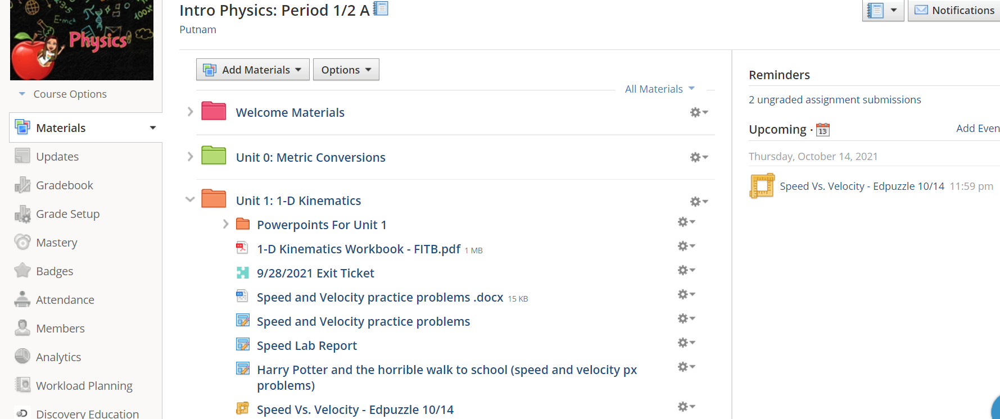 E=mc²
100%
Physics
Course Options
Materials
Updates
Gradebook
Grade Setup
Mastery
Badges
Attendance
Members
Analytics
Workload Planning
Discovery Education
Intro Physics: Period 1/2 A
Putnam
Notifications
Add Materials
Options
All Materials
Welcome Materials
Unit 0: Metric Conversions
Unit 1: 1-D Kinematics
Powerpoints For Unit 1
1-D Kinematics Workbook - FITB.pdf 1 MB
9/28/2021 Exit Ticket
Speed and Velocity practice problems .docx 15 KB
Speed and Velocity practice problems
Speed Lab Report
Harry Potter and the horrible walk to school (speed and velocity px
problems)
Speed Vs. Velocity - Edpuzzle 10/14
Reminders
2 ungraded assignment submissions
Upcoming · 13
Add Even
Thursday, October 14, 2021
Speed Vs. Velocity - Edpuzzle 10/14 11:59 pm